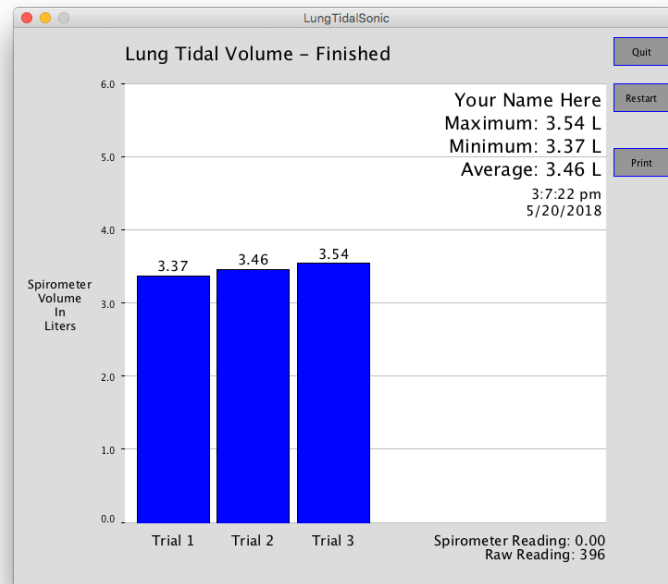 LungTidalSonic
Lung Tidal Volume – Finished
Quit
Restart
Print
Your Name Here
Maximum: 3.54 L
Minimum: 3.37 L
Average: 3.46 L
3:7:22 pm
5/20/2018
6.0
5.0
4.0
3.0
2.0
1.0
0.0
Spirometer
Volume
In
Liters
3.37
3.46
3.54
Trial 1
Trial 2
Trial 3
Spirometer Reading: 0.00
Raw Reading: 396